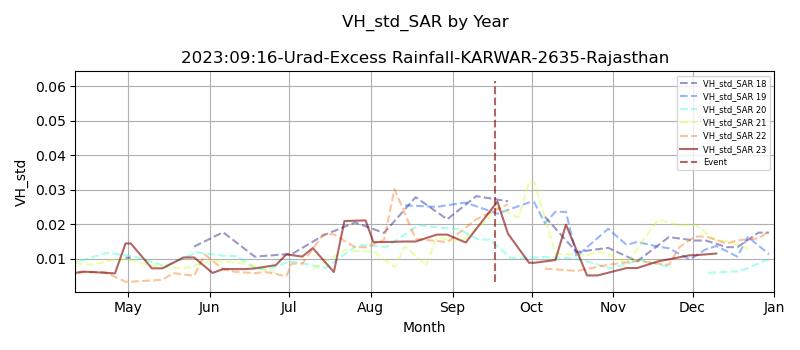 VH_std_SAR by Year
2023:09:16-Urad-Excess Rainfall-KARWAR-2635-Rajasthan
VH_std
0.06
0.05
0.04
0.03
0.02
0.01
VH_std_SAR 18
VH_std_SAR 19
VH_std_SAR 20
VH_std_SAR 21
VH_std_SAR 22
VH_std_SAR 23
Event
May Jun Jul Aug Sep Oct Nov Dec Jan
Month